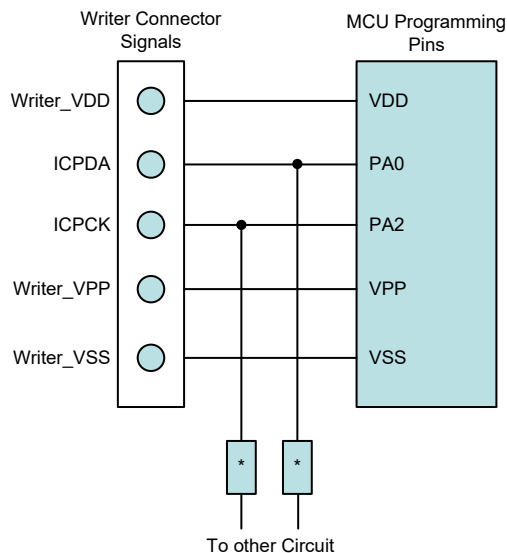 Writer Connector
Signals
MCU Programming
Pins
Writer_VDD
VDD
ICPDA
PA0
ICPCK
PA2
Writer_VPP
VPP
Writer_VSS
VSS
*
*
To other Circuit